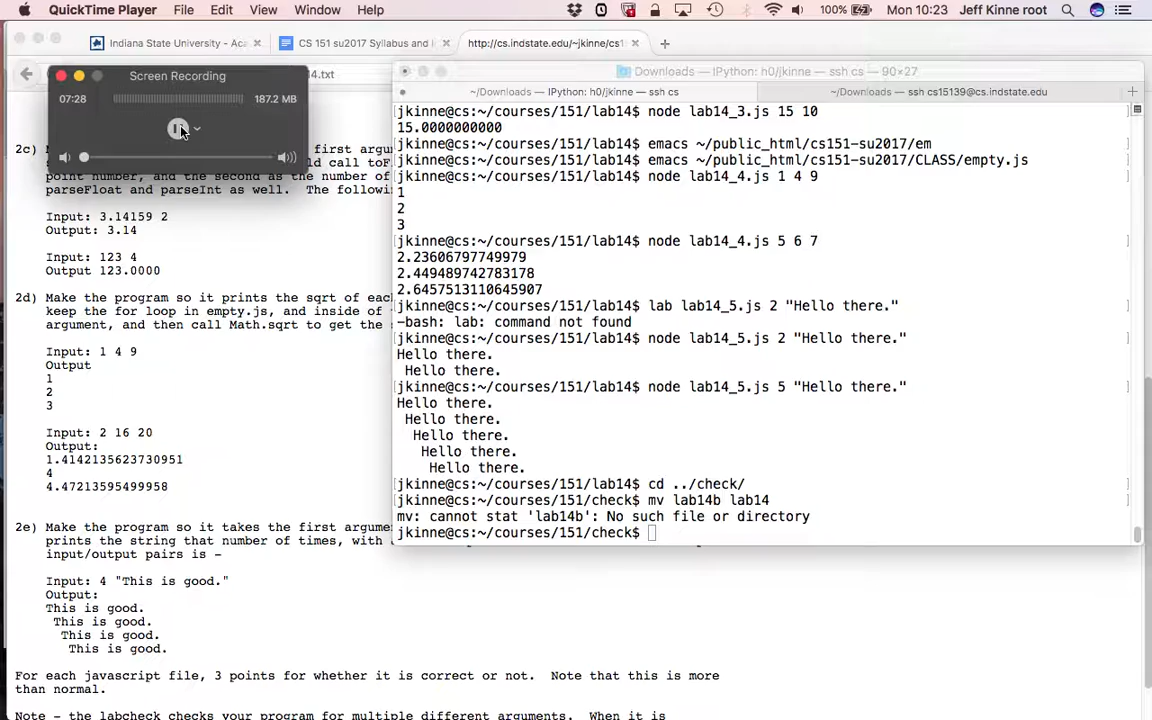 QuickTime Player File Edit View Window Help 100% Mon 10:23 Jeff Kinne root
Indiana State University - Aca × CS 151 su2017 Syllabus and × http://cs.indstate.edu/~jkinne/cs1 ×
Screen Recording
07:28 187.2 MB
4.txt
Downloads — IPython: h0/jkinne — ssh cs — 90×27
~/Downloads — IPython: h0/jkinne — ssh cs ~/Downloads — ssh cs15139@cs.indstate.edu
node lab14_3.js 15 10
15.0000000000
jkinne@cs:~/courses/151/lab14$ emacs ~/public_html/cs151-su2017/em
jkinne@cs:~/courses/151/lab14$ emacs ~/public_html/cs151-su2017/CLASS/empty.js
jkinne@cs:~/courses/151/lab14$ node lab14_4.js 1 4 9
1
2
3
jkinne@cs:~/courses/151/lab14$ node lab14_4.js 5 6 7
2.23606797749979
2.449489742783178
2.6457513110645907
jkinne@cs:~/courses/151/lab14$ lab lab14_5.js 2 "Hello there."
-bash: lab: command not found
jkinne@cs:~/courses/151/lab14$ node lab14_5.js 2 "Hello there."
Hello there.
Hello there.
jkinne@cs:~/courses/151/lab14$ node lab14_5.js 5 "Hello there."
Hello there.
Hello there.
Hello there.
Hello there.
Hello there.
jkinne@cs:~/courses/151/lab14$ cd ../check/
jkinne@cs:~/courses/151/check$ mv lab14b lab14
mv: cannot stat 'lab14b': No such file or directory
jkinne@cs:~/courses/151/check$
2c) first argum
call toF
point number, and the second as the number of
parseFloat and parseInt as well. The followi
Input: 3.14159 2
Output: 3.14
Input: 123 4
Output 123.0000
2d) Make the program so it prints the sqrt of eac
keep the for loop in empty.js, and inside of
argument, and then call Math.sqrt to get the
Input: 1 4 9
Output
1
2
3
Input: 2 16 20
Output:
1.4142135623730951
4
4.47213595499958
2e) Make the program so it takes the first argume
prints the string that number of times, with
input/output pairs is -
Input: 4 "This is good."
Output:
This is good.
This is good.
This is good.
This is good.
For each javascript file, 3 points for whether it is correct or not. Note that this is more
than normal.
Note - the labcheck checks your program for multiple different arguments. When it is